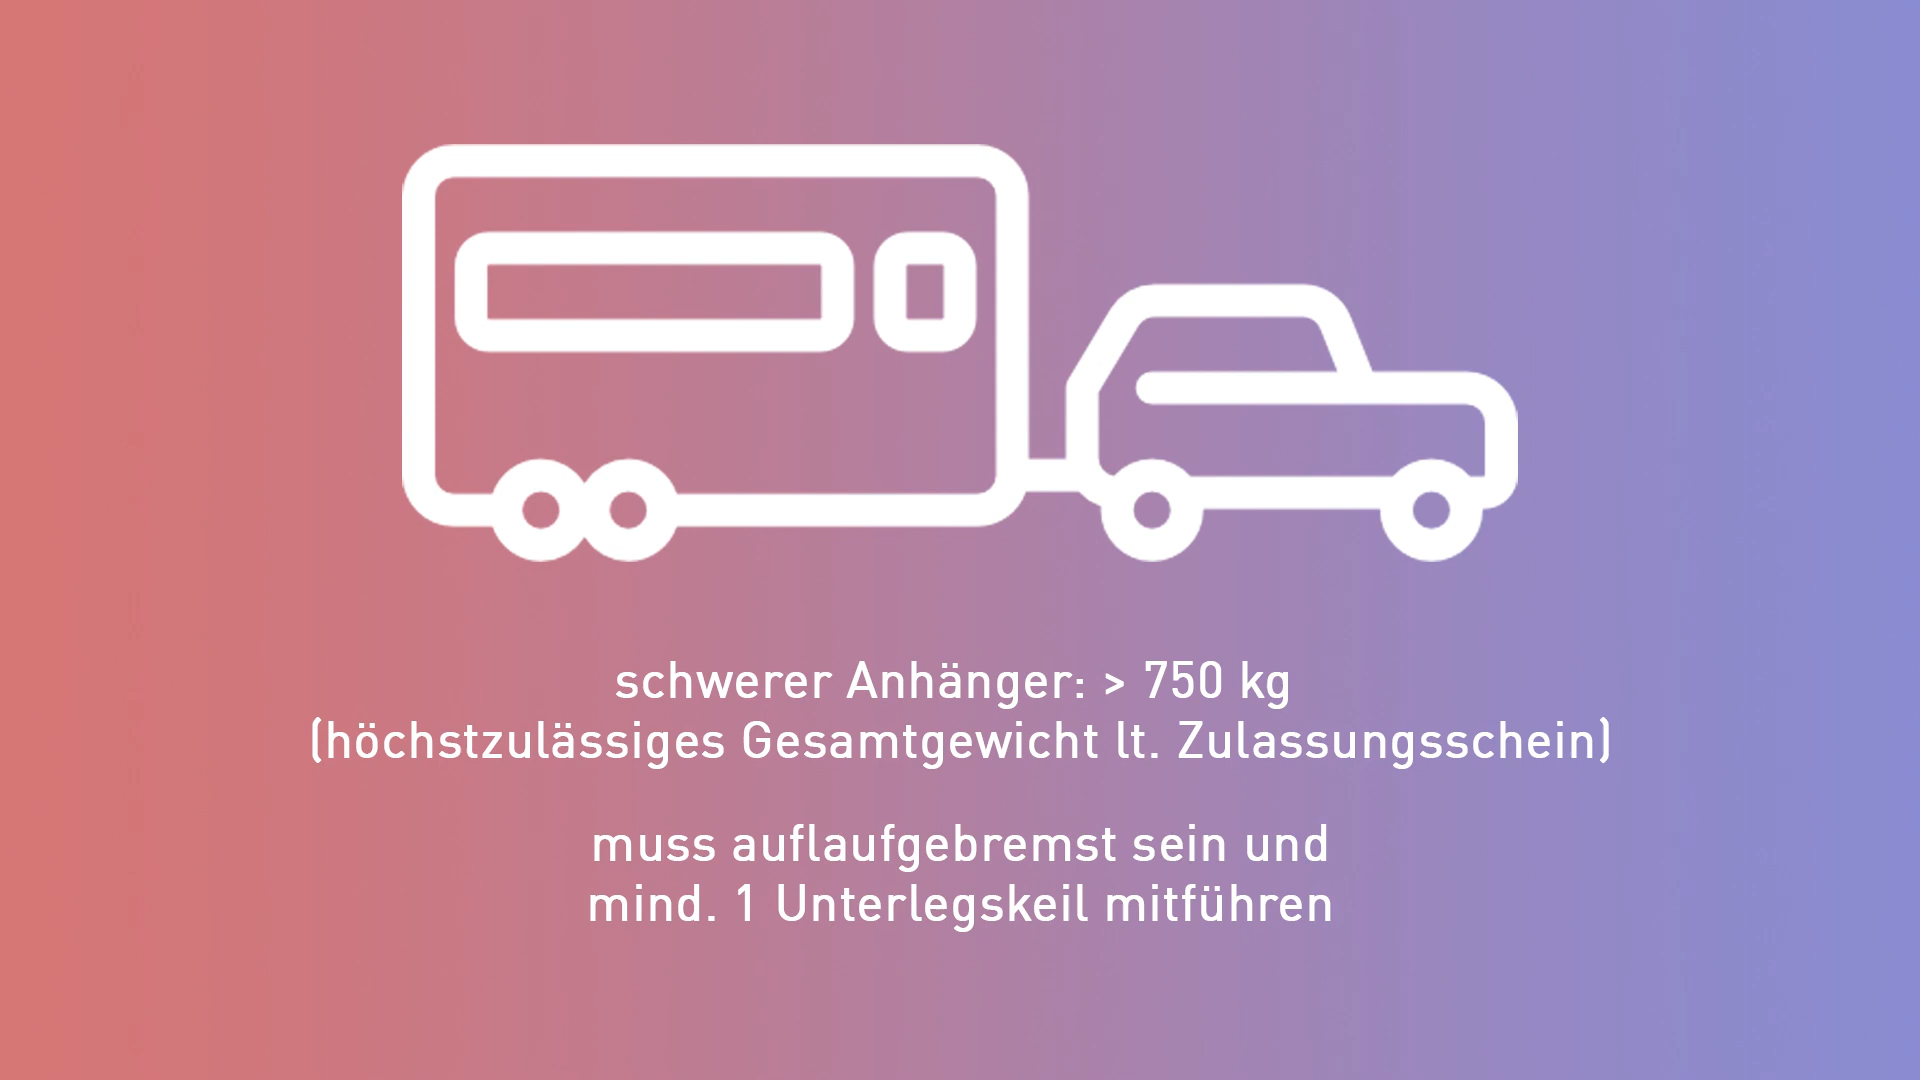 schwerer Anhänger: > 750 kg
(höchstzulässiges Gesamtgewicht lt. Zulassungsschein)
muss auflaufgebremst sein und
mind. 1 Unterlegskeil mitführen